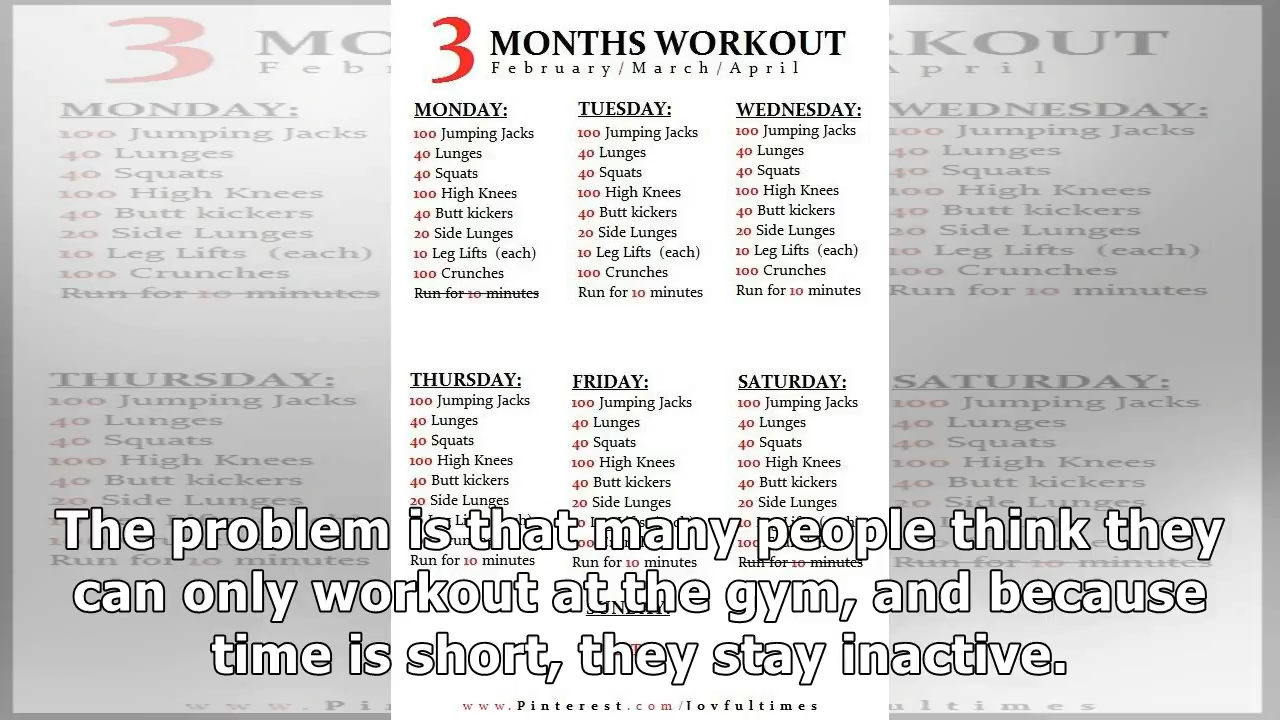 3 MONTHS WORKOUT
February/March/April
MONDAY:
100 Jumping Jacks
40 Lunges
40 Squats
100 High Knees
40 Butt kickers
20 Side Lunges
10 Leg Lifts (each)
100 Crunches
Run for 10 minutes
TUESDAY:
100 Jumping Jacks
40 Lunges
40 Squats
100 High Knees
40 Butt kickers
20 Side Lunges
10 Leg Lifts (each)
100 Crunches
Run for 10 minutes
WEDNESDAY:
100 Jumping Jacks
40 Lunges
40 Squats
100 High Knees
40 Butt kickers
20 Side Lunges
10 Leg Lifts (each)
100 Crunches
Run for 10 minutes
THURSDAY:
100 Jumping Jacks
40 Lunges
40 Squats
100 High Knees
40 Butt kickers
20 Side Lunges
Run for 10 minutes
FRIDAY:
100 Jumping Jacks
40 Lunges
40 Squats
100 High Knees
40 Butt kickers
20 Side Lunges
Run for 10 minutes
SATURDAY:
100 Jumping Jacks
40 Lunges
40 Squats
100 High Knees
40 Butt kickers
20 Side Lunges
Run for 10 minutes
SUNDAY:
The problem is that many people think they
can only workout at the gym, and because
time is short, they stay inactive.
www.Pinterest.com/Joyfultimes